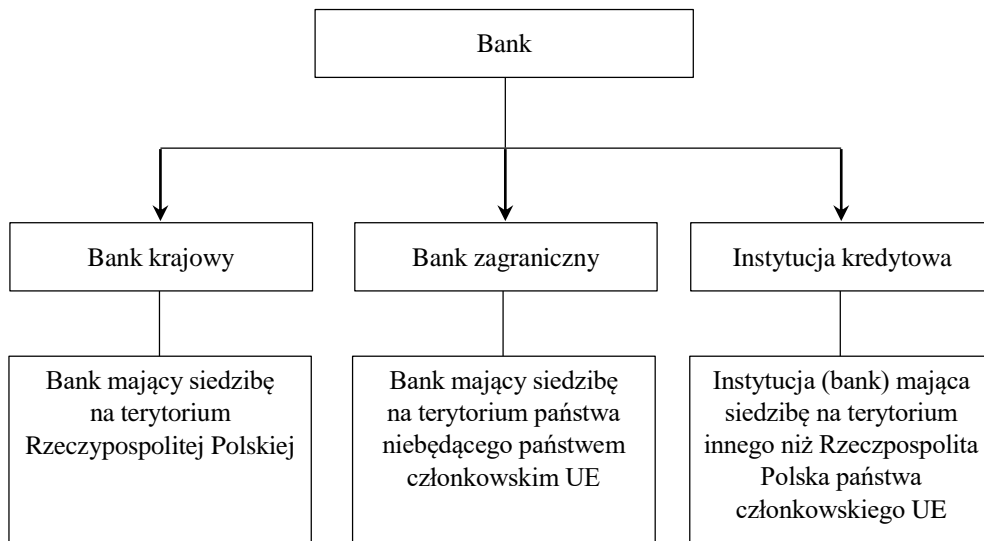 Bank
Bank krajowy
Bank zagraniczny
Instytucja kredytowa
Bank mający siedzibę
na terytorium
Rzeczypospolitej Polskiej
Bank mający siedzibę
na terytorium państwa
niebędącego państwem
członkowskim UE
Instytucja (bank) mająca
siedzibę na terytorium
innego niż Rzeczpospolita
Polska państwa
członkowskiego UE